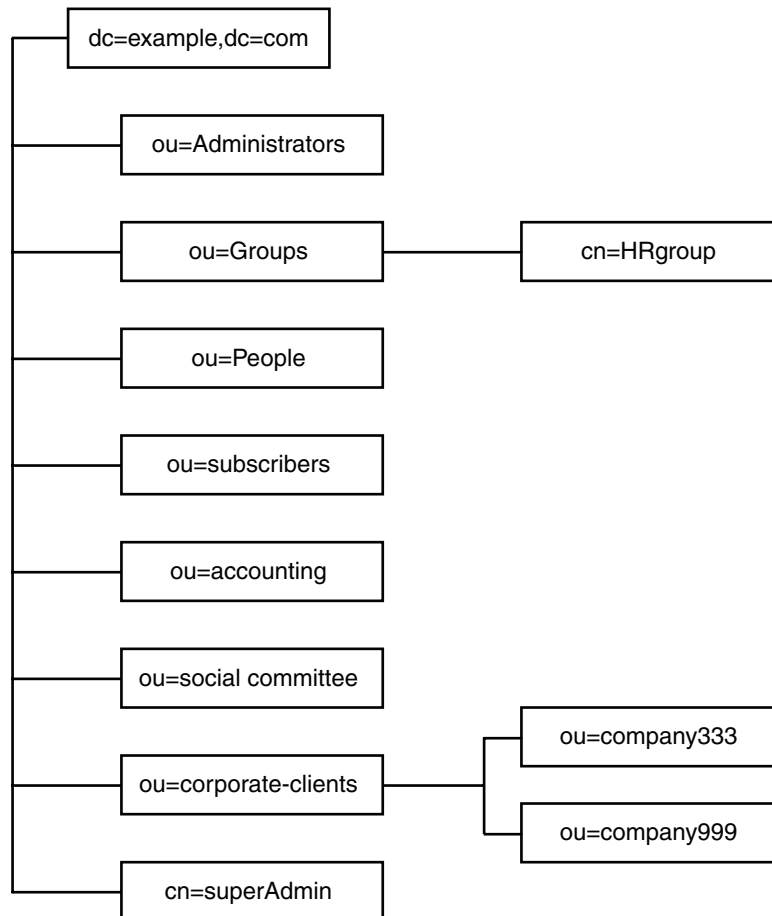 dc=example,dc=com
ou=Administrators
ou=Groups
cn=HRgroup
ou=People
ou=subscribers
ou=accounting
ou=social committee
ou=company333
ou=corporate-clients
ou=company999
cn=superAdmin